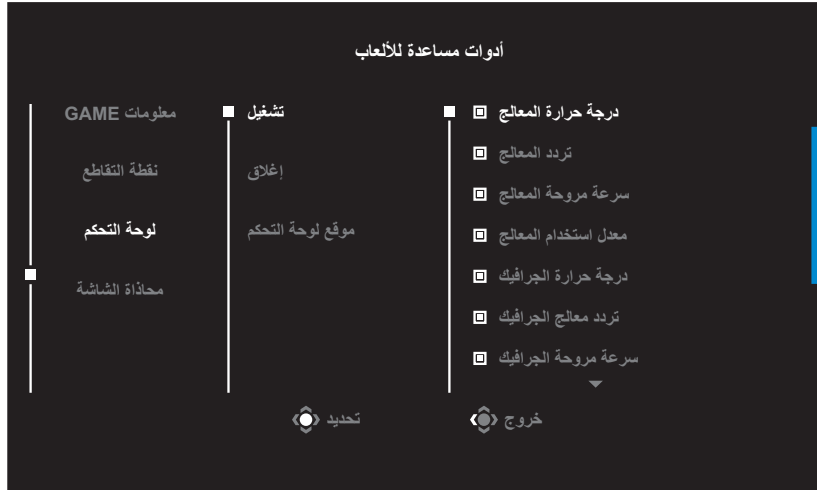 أدوات مساعدة للألعاب
معلومات GAME
نقطة التقاطع
لوحة التحكم
محاذاة الشاشة
تشغيل
إغلاق
موقع لوحة التحكم
درجة حرارة المعالج
تردد المعالج
سرعة مروحة المعالج
معدل استخدام المعالج
درجة حرارة الجرافيك
تردد معالج الجرافيك
سرعة مروحة الجرافيك
تحديد
خروج